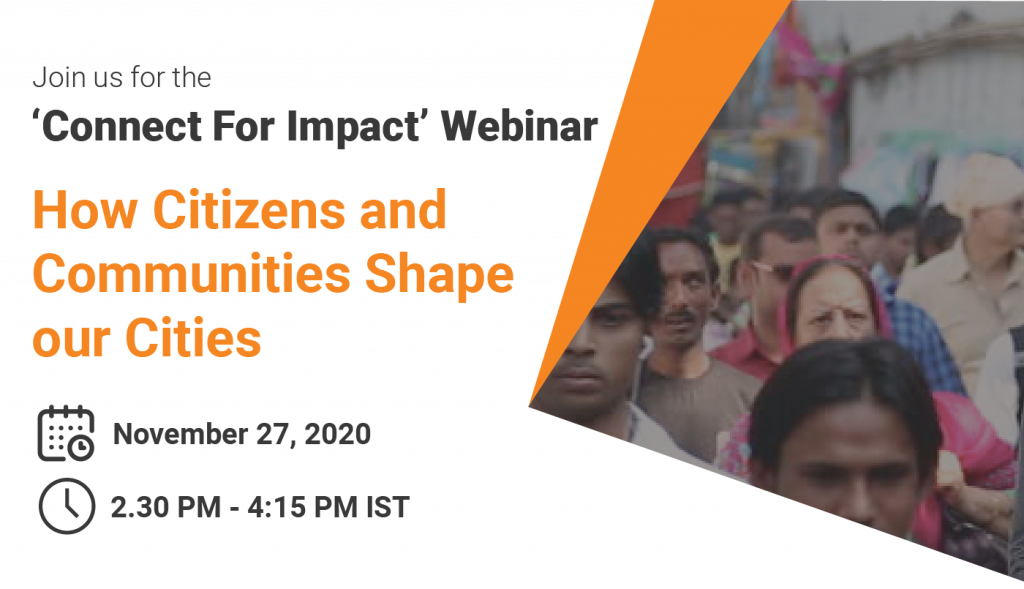 Join us for the
‘Connect For Impact’ Webinar
How Citizens and
Communities Shape
our Cities
November 27, 2020
2.30 PM - 4:15 PM IST